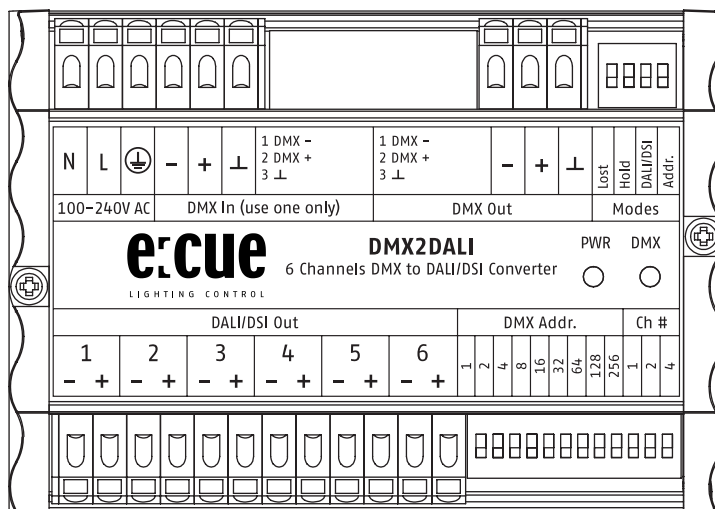 N L - + ⊥
1 DMX -
2 DMX +
3 ⊥
1 DMX -
2 DMX +
3 ⊥
- + ⊥
Lost
Hold
DALI/DSI
Addr.
100-240V AC
DMX In (use one only)
DMX Out
Modes
e:cue
LIGHTING CONTROL
DMX2DALI
6 Channels DMX to DALI/DSI Converter
PWR DMX
DALI/DSI Out
DMX Addr.
Ch #
1 2 3 4 5 6
- + - + - + - + - + - +
1 2 4 8 16 32 64 128 256 1 2 4